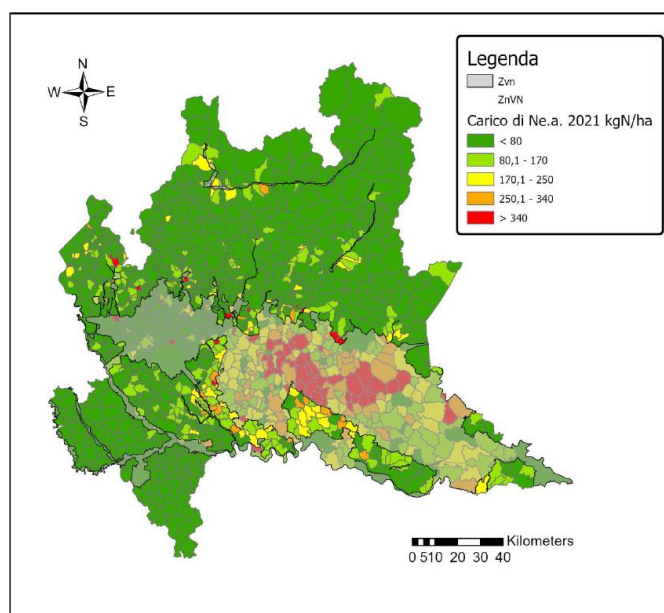 N
W E
S
Legenda
Zvn
ZnVN
Carico di Ne.a. 2021 kgN/ha
< 80
80,1 - 170
170,1 - 250
250,1 - 340
> 340
Kilometers
0 510 20 30 40